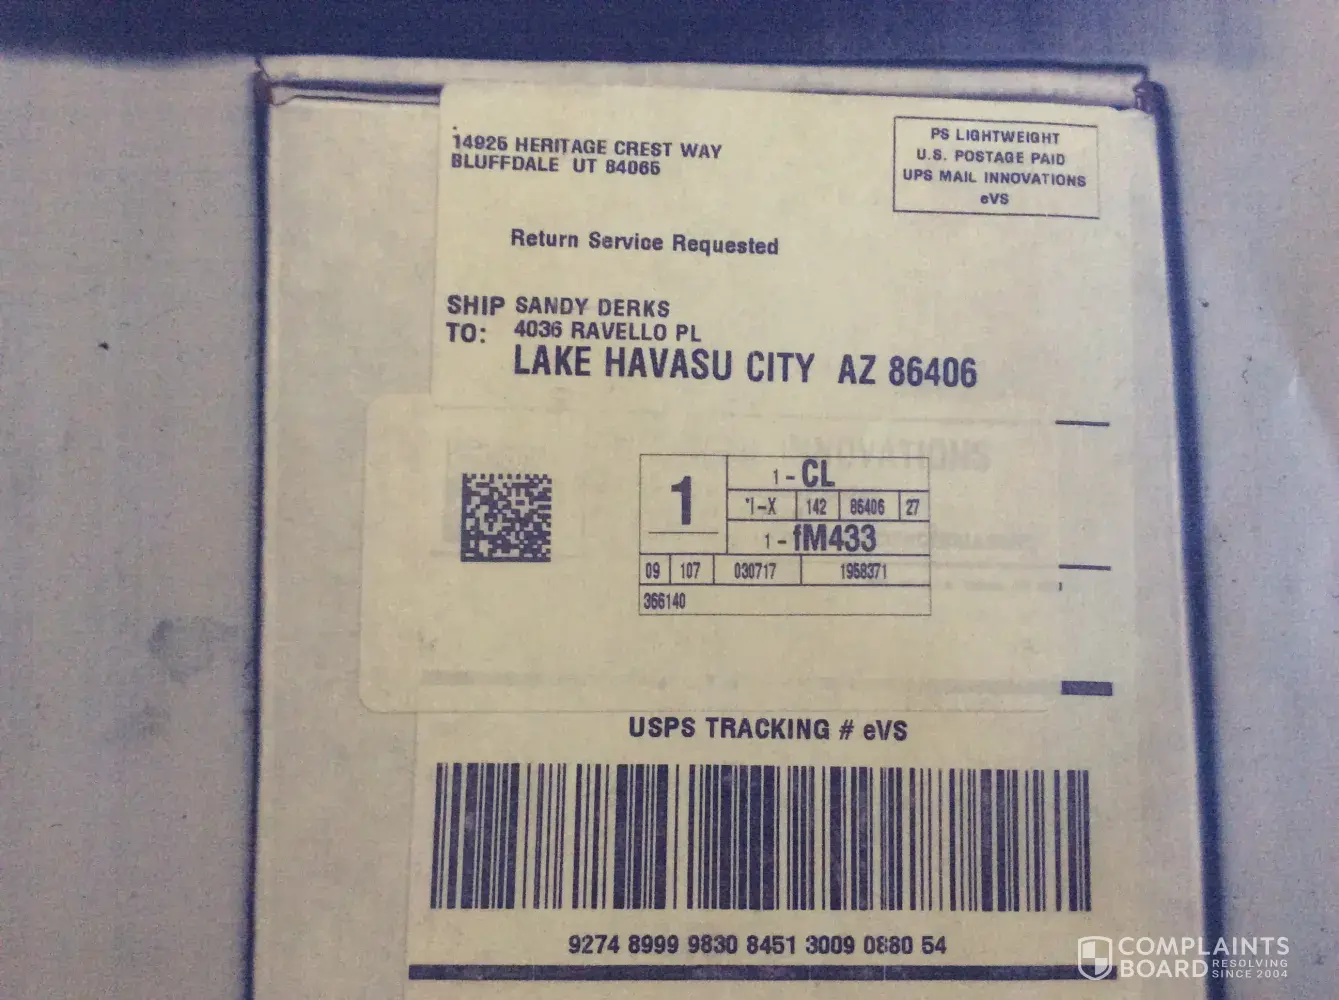 14925 HERITAGE CREST WAY
BLUFFDALE UT 84065
PS LIGHTWEIGHT
U.S. POSTAGE PAID
UPS MAIL INNOVATIONS
eVS
Return Service Requested
SHIP TO: SANDY DERKS
4036 RAVELLO PL
LAKE HAVASU CITY AZ 86406
1
1-CL
*1-X 142 86406 27
1-fM433
09 107 030717 1958371
366140
USPS TRACKING # eVS
9274 8999 9830 8451 3009 0880 54
COMPLAINTS
BOARD RESOLVING
SINCE 2004